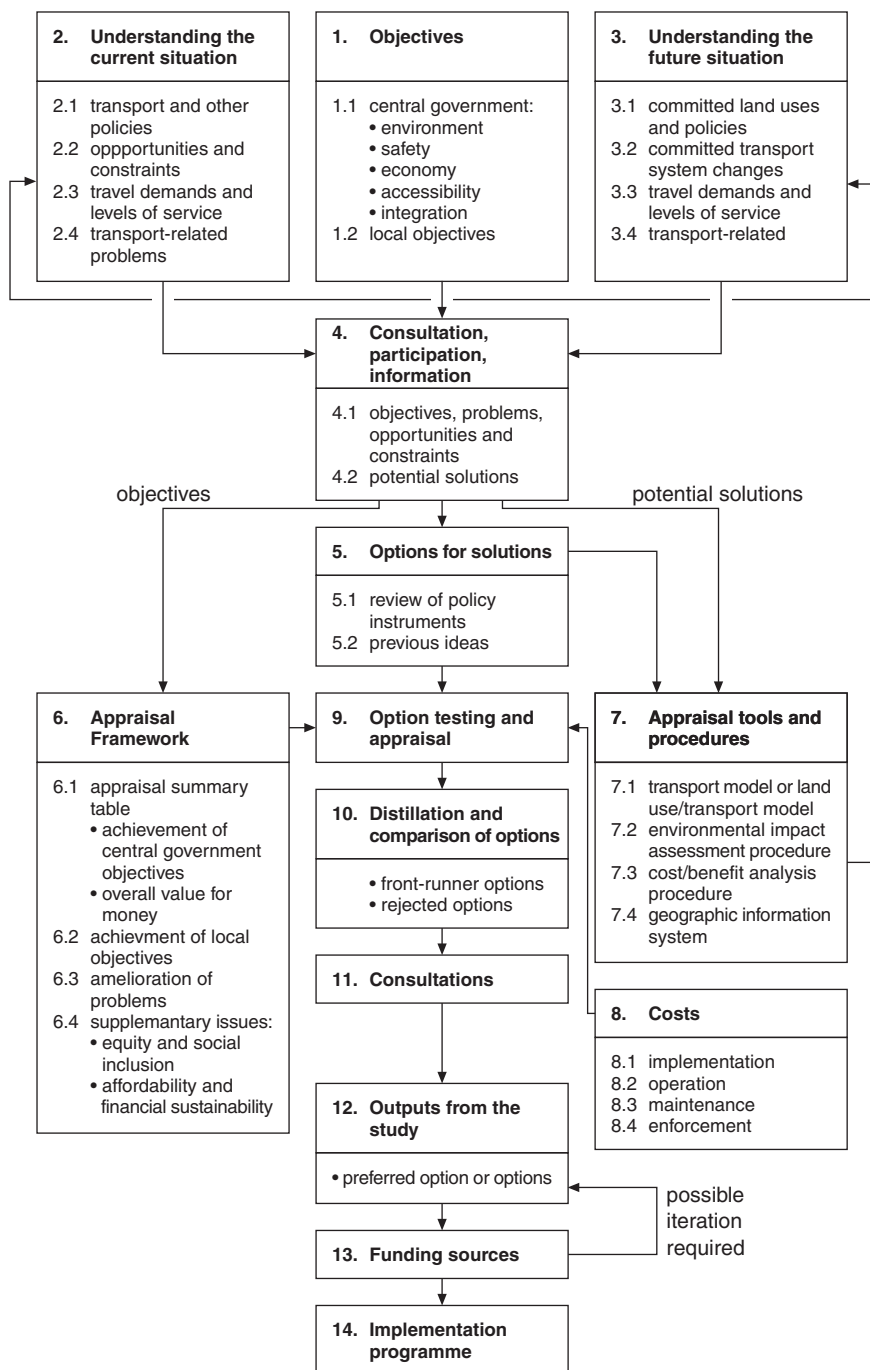 2. Understanding the
current situation
2.1 transport and other
policies
2.2 oppportunities and
constraints
2.3 travel demands and
levels of service
2.4 transport-related
problems
1. Objectives
1.1 central government:
• environment
• safety
• economy
• accessibility
• integration
1.2 local objectives
3. Understanding the
future situation
3.1 committed land uses
and policies
3.2 committed transport
system changes
3.3 travel demands and
levels of service
3.4 transport-related
4. Consultation,
participation,
information
4.1 objectives, problems,
opportunities and
constraints
4.2 potential solutions
objectives
potential solutions
5. Options for solutions
5.1 review of policy
instruments
5.2 previous ideas
6. Appraisal
Framework
6.1 appraisal summary
table
• achievement of
central government
objectives
• overall value for
money
6.2 achievment of local
objectives
6.3 amelioration of
problems
6.4 supplemantary issues:
• equity and social
inclusion
• affordability and
financial sustainability
9. Option testing and
appraisal
7. Appraisal tools and
procedures
7.1 transport model or land
use/transport model
7.2 environmental impact
assessment procedure
7.3 cost/benefit analysis
procedure
7.4 geographic information
system
10. Distillation and
comparison of options
• front-runner options
• rejected options
11. Consultations
8. Costs
8.1 implementation
8.2 operation
8.3 maintenance
8.4 enforcement
12. Outputs from the
study
• preferred option or options
possible
iteration
required
13. Funding sources
14. Implementation
programme